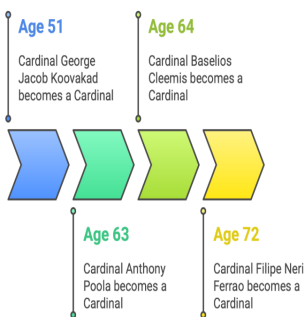 Age 51
Cardinal George
Jacob Koovakad
becomes a Cardinal
Age 64
Cardinal Baselios
Cleemis becomes a
Cardinal
Age 63
Cardinal Anthony
Poola becomes a
Cardinal
Age 72
Cardinal Filipe Neri
Ferrao becomes a
Cardinal